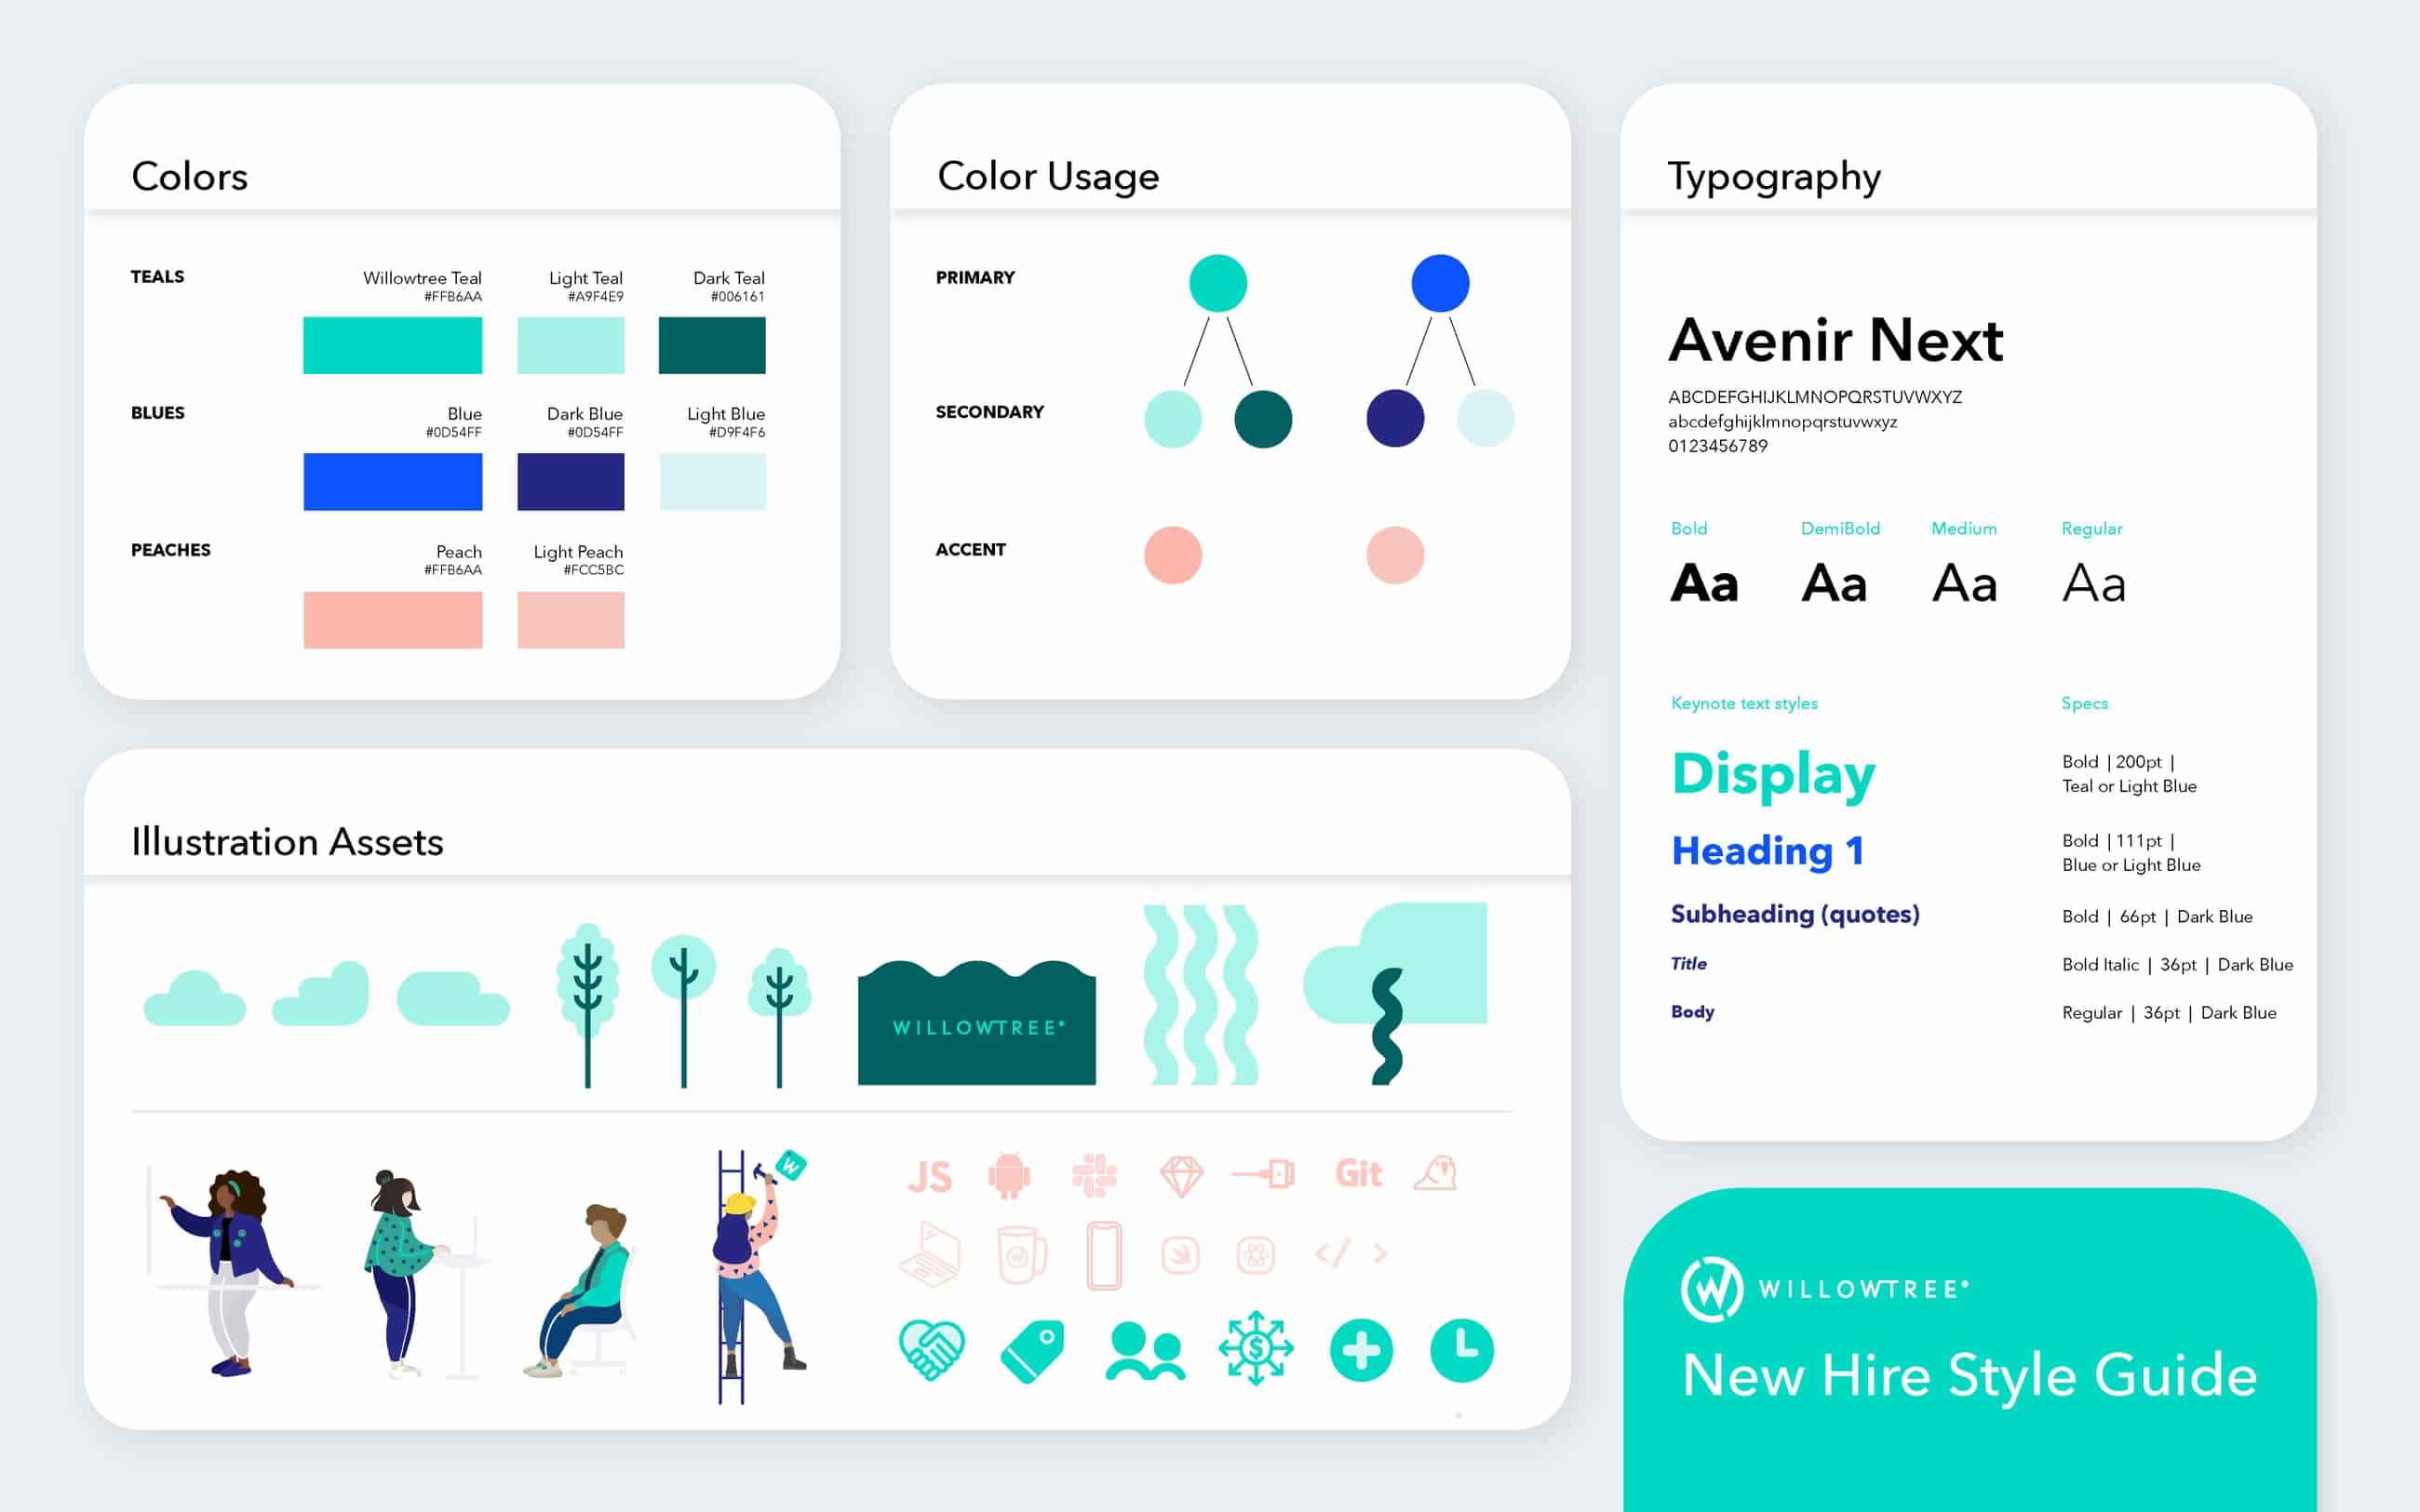 Colors
TEALS
Willowtree Teal
#FFB6AA
Light Teal
#A9F4E9
Dark Teal
#006161
BLUES
Blue
#0D54FF
Dark Blue
#0D54FF
Light Blue
#D9F4F6
PEACHES
Peach
#FFB6AA
Light Peach
#FCC5BC
Color Usage
PRIMARY
SECONDARY
ACCENT
Typography
Avenir Next
ABCDEFGHIJKLMNOPQRSTUVWXYZ
abcdefghijklmnopqrstuvwxyz
0123456789
Bold
DemiBold
Medium
Regular
Aa
Aa
Aa
Aa
Keynote text styles
Specs
Display
Bold | 200pt |
Teal or Light Blue
Heading 1
Bold | 111pt |
Blue or Light Blue
Subheading (quotes)
Bold | 66pt | Dark Blue
Title
Bold Italic | 36pt | Dark Blue
Body
Regular | 36pt | Dark Blue
Illustration Assets
WILLOWTREE®
W
JS
Git
W
</ >
$
W WILLOWTREE®
New Hire Style Guide